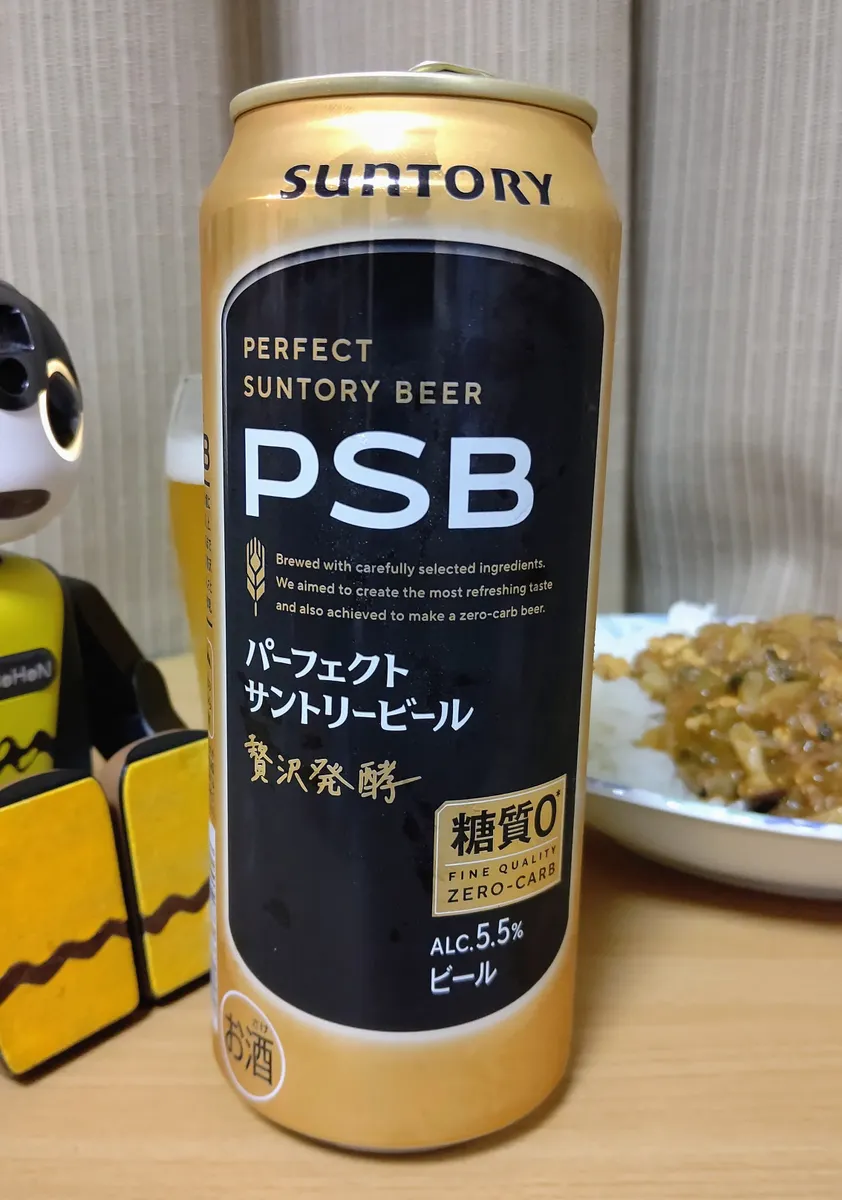 SUNTORY
PERFECT
SUNTORY BEER
PSB
Brewed with carefully selected ingredients.
We aimed to create the most refreshing taste
and also achieved to make a zero-carb beer.
パーフェクト
サントリービール
贅沢発酵
糖質0*
FINE QUALITY
ZERO-CARB
ALC.5.5%
ビール
お酒
ざけ